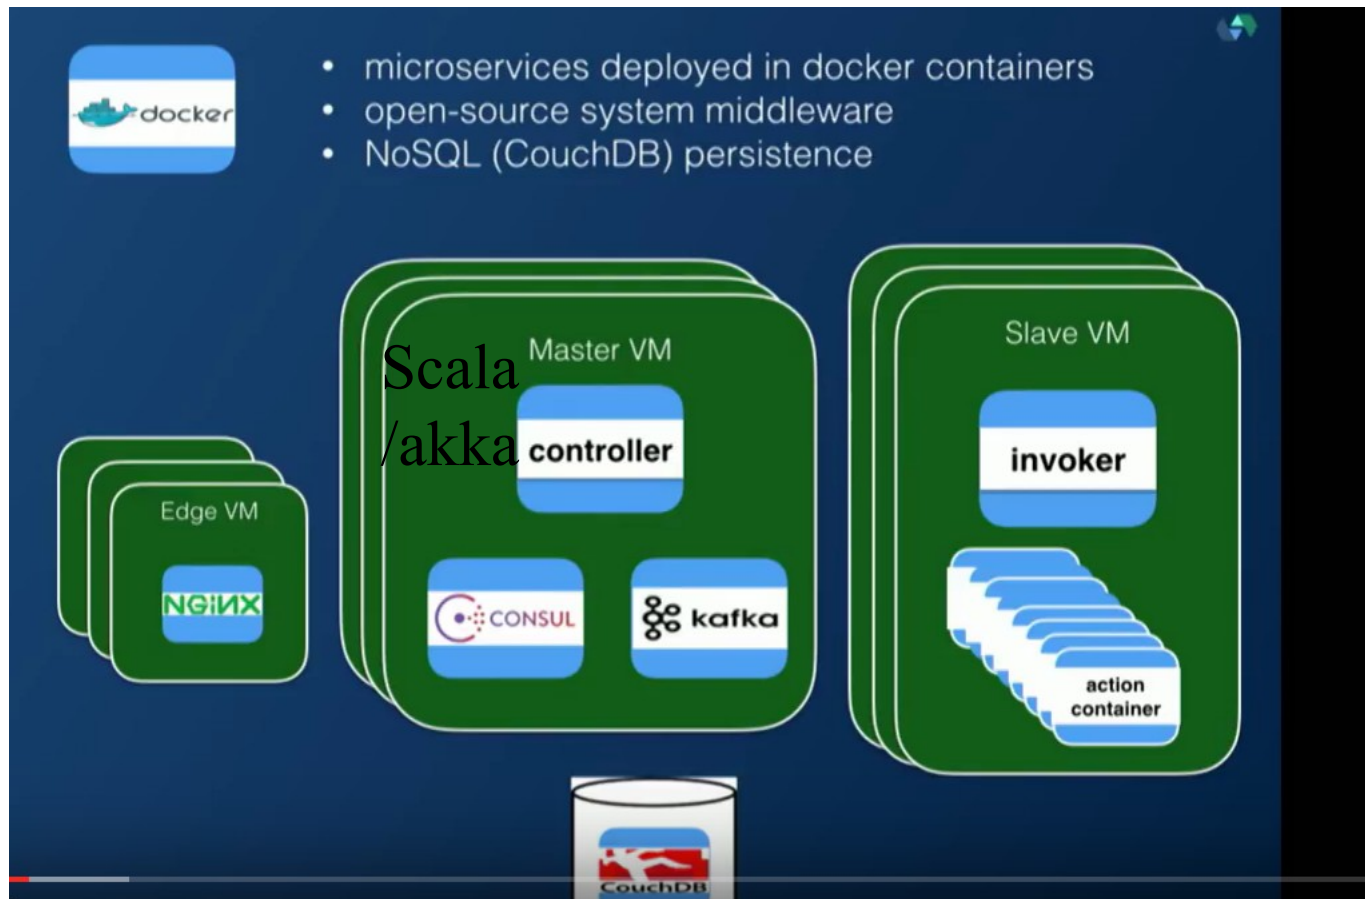 docker
microservices deployed in docker containers
open-source system middleware
NoSQL (CouchDB) persistence
Edge VM
NGiNX
Master VM
Scala
/akka
controller
CONSUL
kafka
Slave VM
invoker
action
container
CouchDB